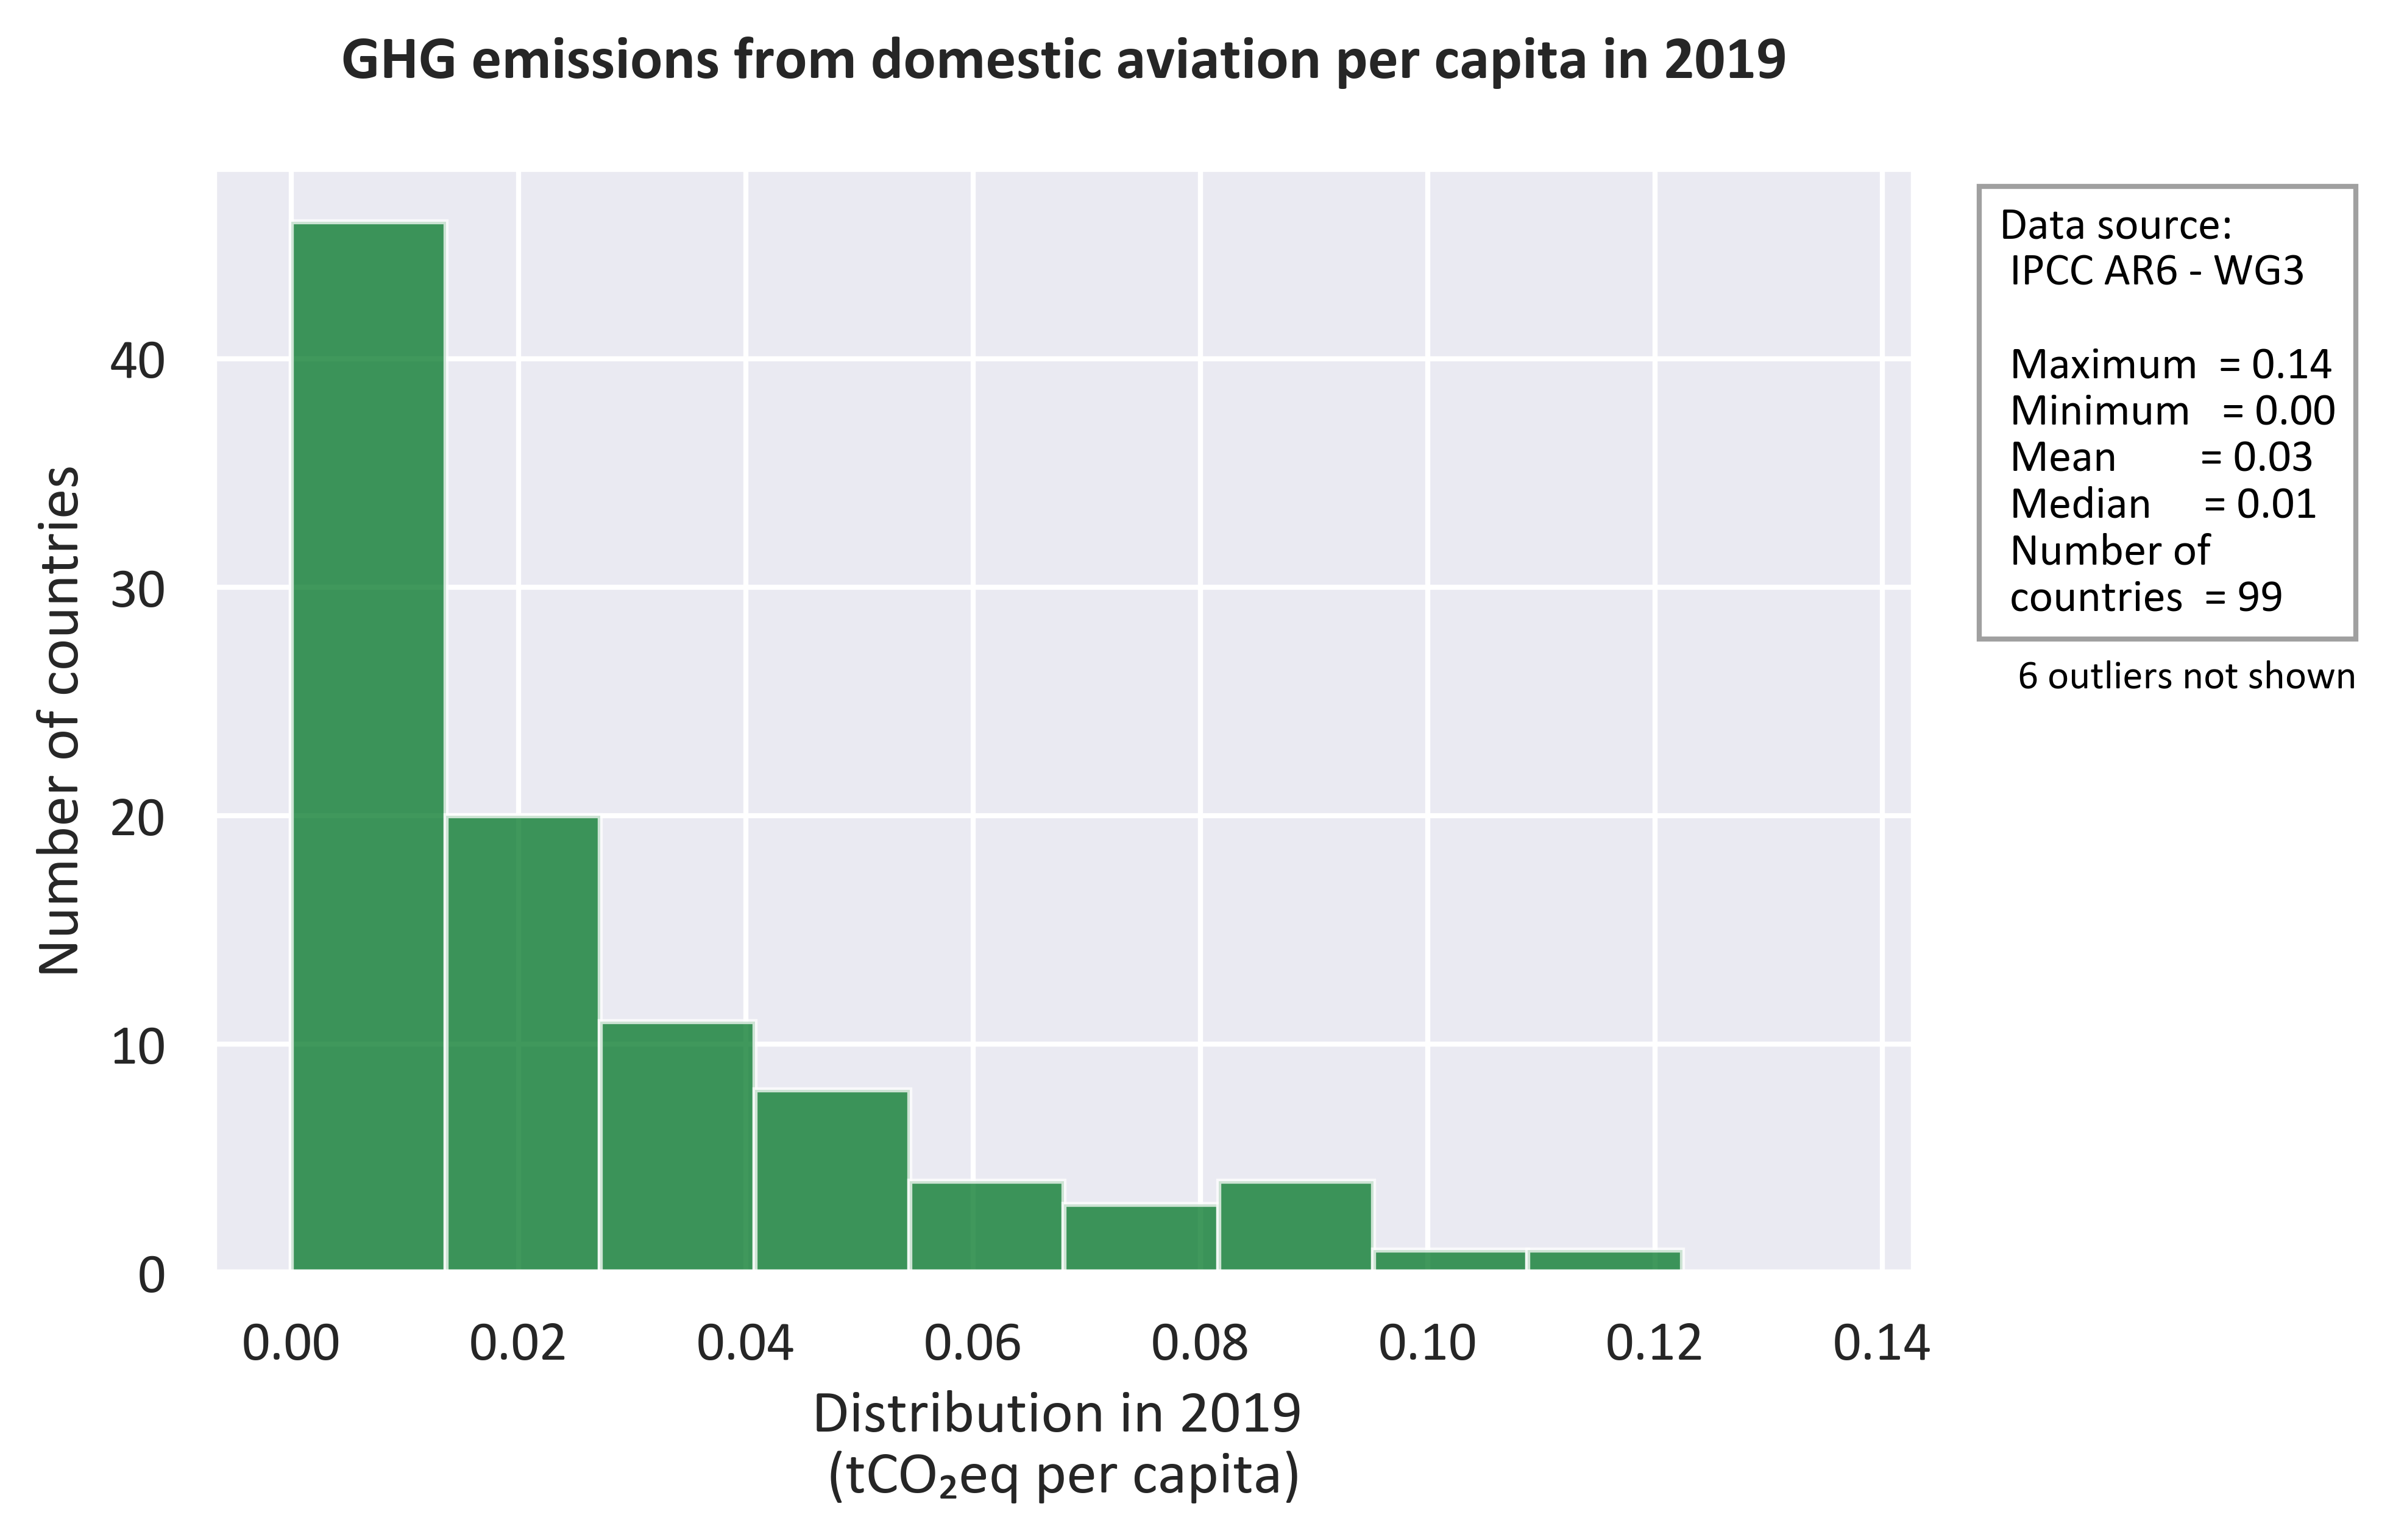 GHG emissions from domestic aviation per capita in 2019
Number of countries
40
30
20
10
0
0.00 0.02 0.04 0.06 0.08 0.10 0.12 0.14
Distribution in 2019
(tCO₂eq per capita)
Data source:
IPCC AR6 - WG3
Maximum = 0.14
Minimum = 0.00
Mean = 0.03
Median = 0.01
Number of
countries = 99
6 outliers not shown